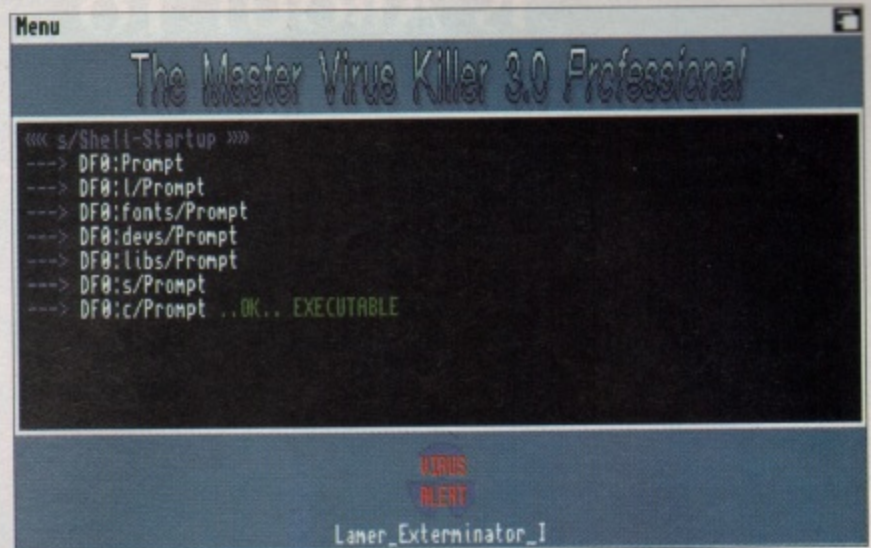 Menu
The Master Virus Killer 3.0 Professional
«« s/Shell-Startup »»
---> DF0:Prompt
---> DF0:l/Prompt
---> DF0:fonts/Prompt
---> DF0:devs/Prompt
---> DF0:libs/Prompt
---> DF0:s/Prompt
---> DF0:c/Prompt ..OK.. EXECUTABLE
VIRUS
ALERT
Lamer_Exterminator_I